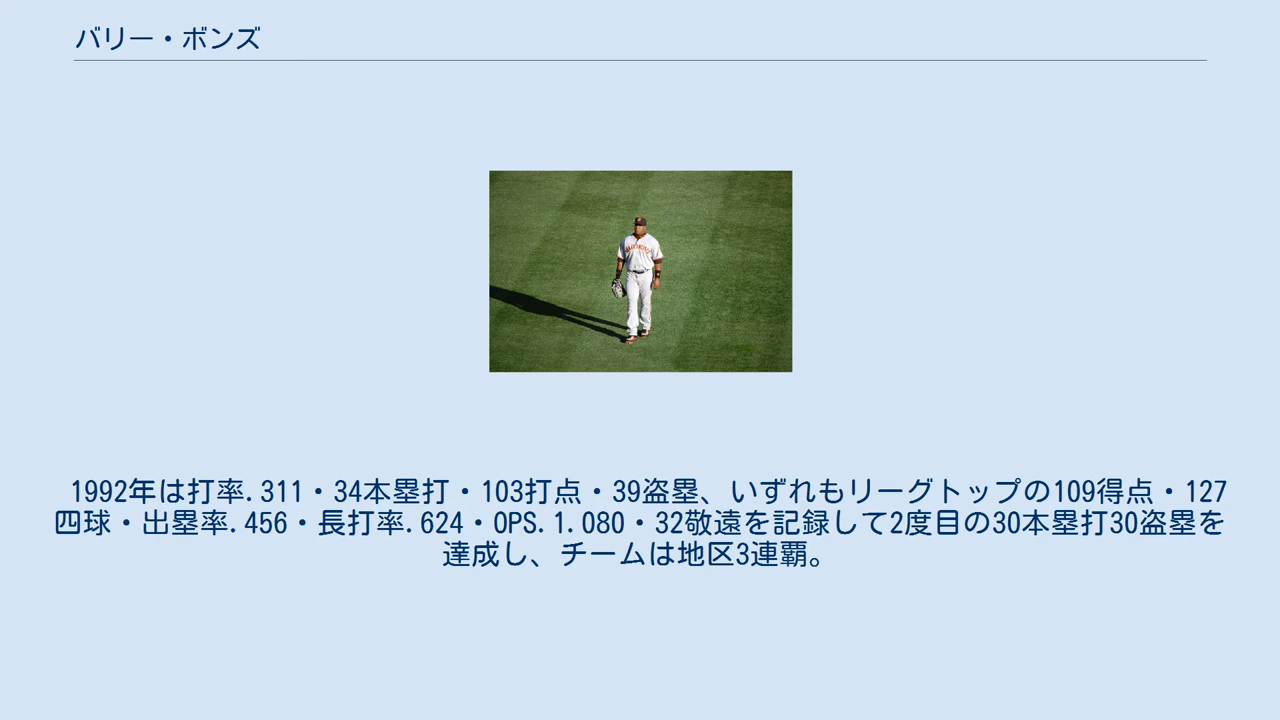 バリー・ボンズ
1992年は打率.311・34本塁打・103打点・39盗塁、いずれもリーグトップの109得点・127
四球・出塁率.456・長打率.624・OPS.1.080・32敬遠を記録して2度目の30本塁打30盗塁を
達成し、チームは地区3連覇。